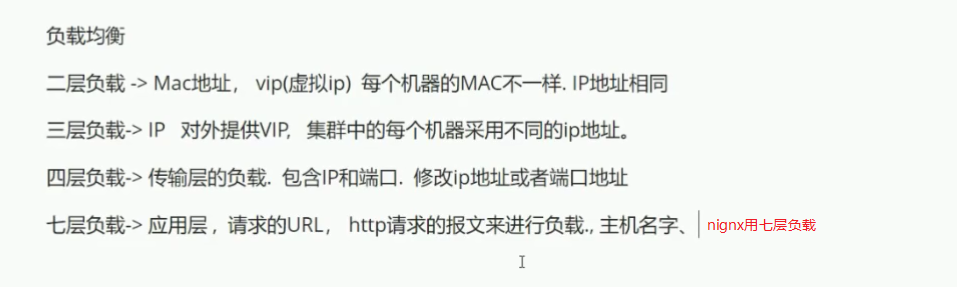 负载均衡
二层负载 -> Mac地址， vip(虚拟ip) 每个机器的MAC不一样. IP地址相同
三层负载-> IP 对外提供VIP， 集群中的每个机器采用不同的ip地址。
四层负载-> 传输层的负载. 包含IP和端口. 修改ip地址或者端口地址
七层负载-> 应用层 , 请求的URL， http请求的报文来进行负载., 主机名字、 nignx用七层负载